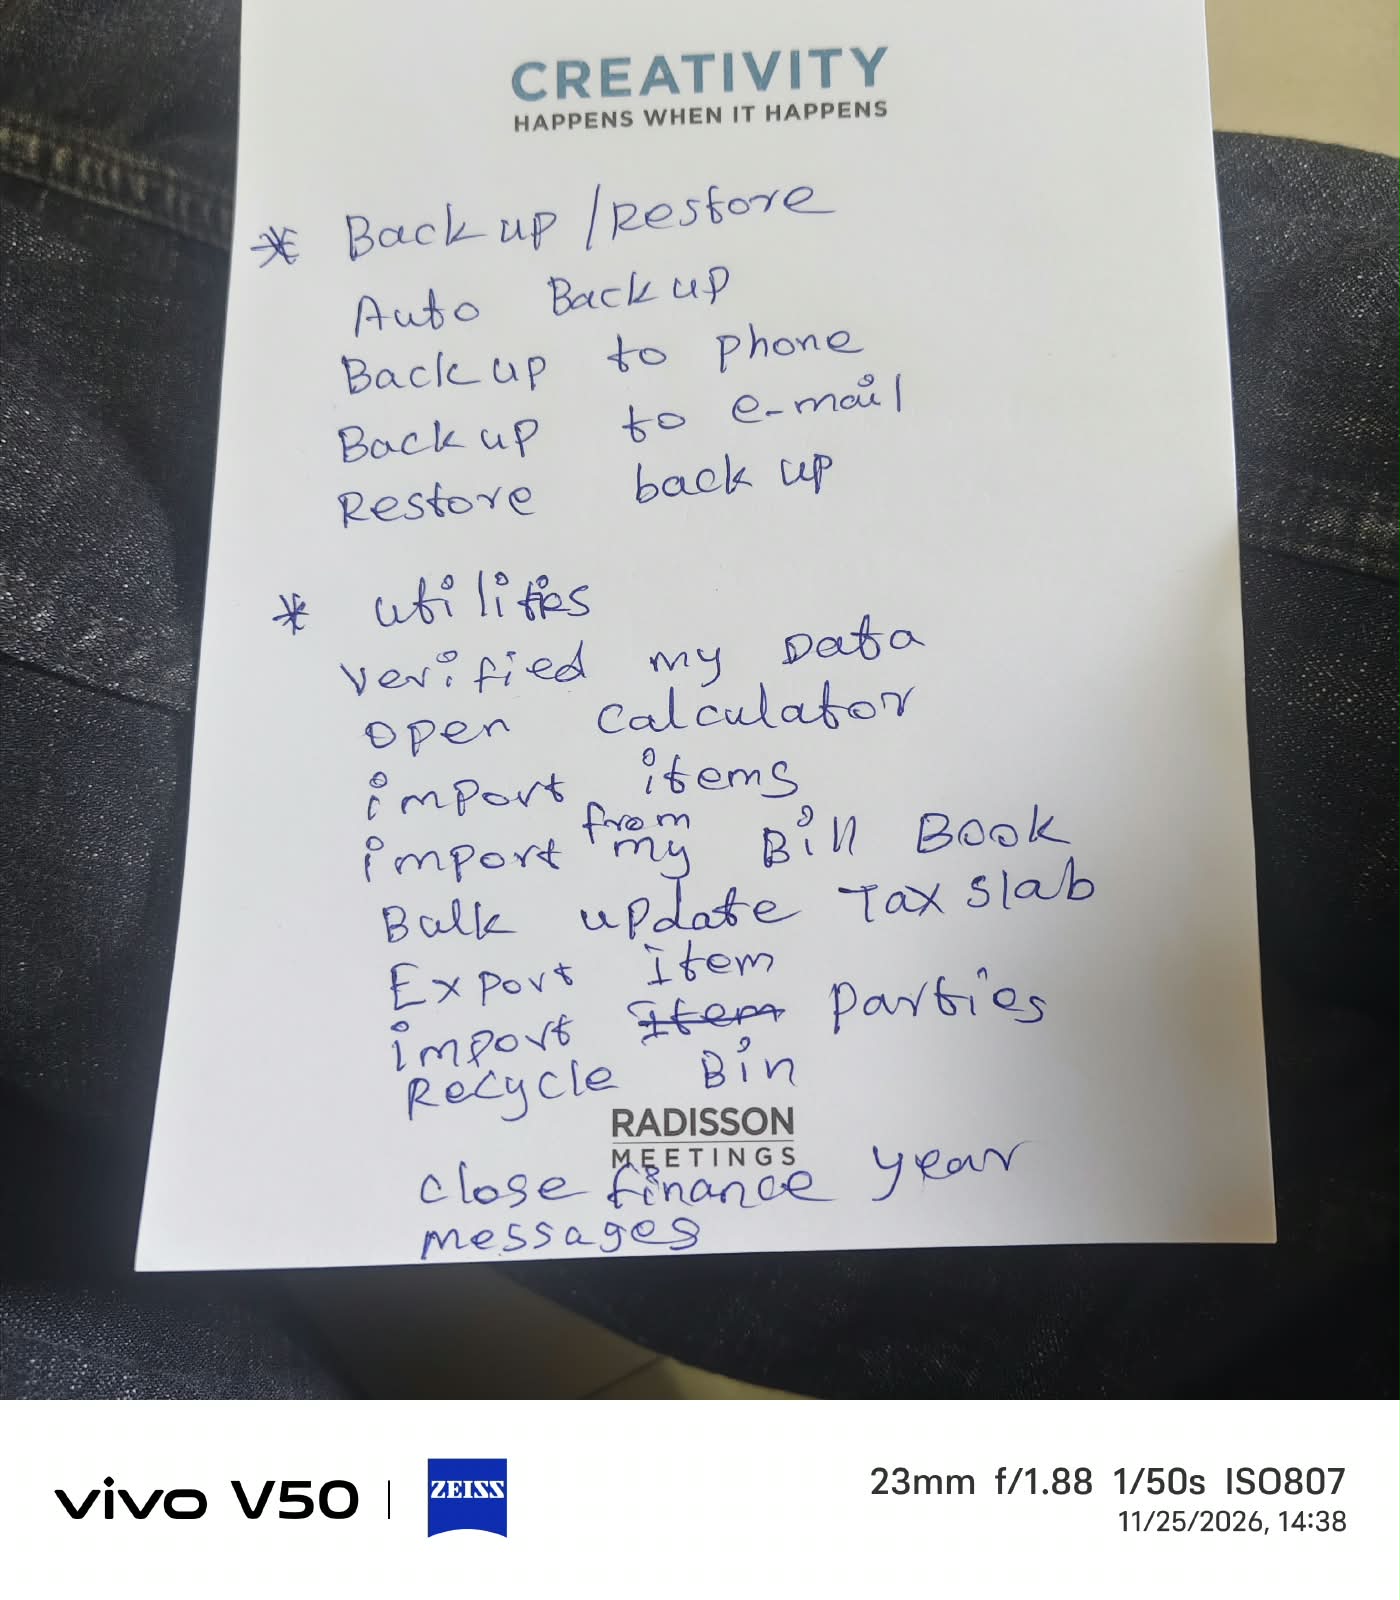 CREATIVITY
HAPPENS WHEN IT HAPPENS
* Back up / Restore
Auto Back up
Back up to phone
Back up to e-mail
Restore back up
* utilities
verified my Data
open calculator
import items
import from my Bill Book
Bulk update Tax slab
Export Item
import Item parties
Recycle Bin
RADISSON
MEETINGS
close finance year
messages
vivo V50 | ZEISS
23mm f/1.88 1/50s ISO807
11/25/2026, 14:38